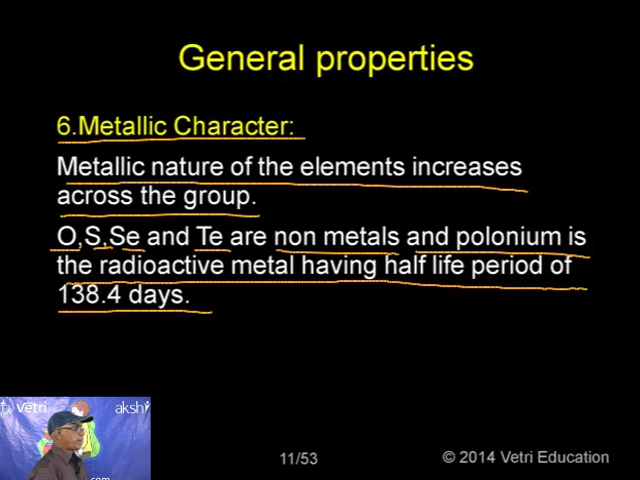 General properties
6.Metallic Character:
Metallic nature of the elements increases
across the group.
O,S,Se and Te are non metals and polonium is
the radioactive metal having half life period of
138.4 days.
vetri
akshi
.com
11/53
© 2014 Vetri Education